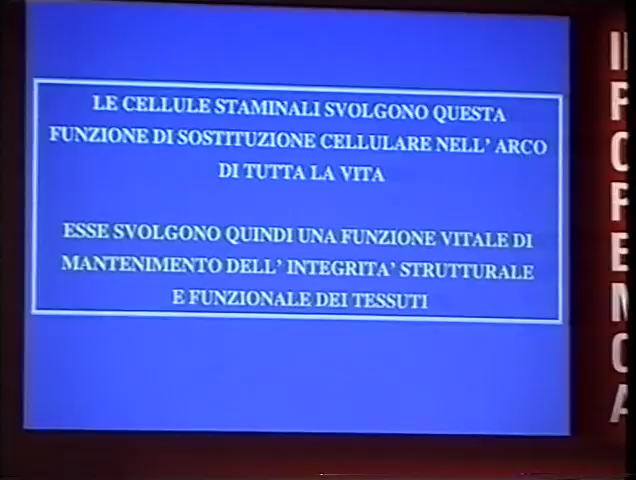 LE CELLULE STAMINALI SVOLGONO QUESTA
FUNZIONE DI SOSTITUZIONE CELLULARE NELL' ARCO
DI TUTTA LA VITA
ESSE SVOLGONO QUINDI UNA FUNZIONE VITALE DI
MANTENIMENTO DELL' INTEGRITA' STRUTTURALE
E FUNZIONALE DEI TESSUTI